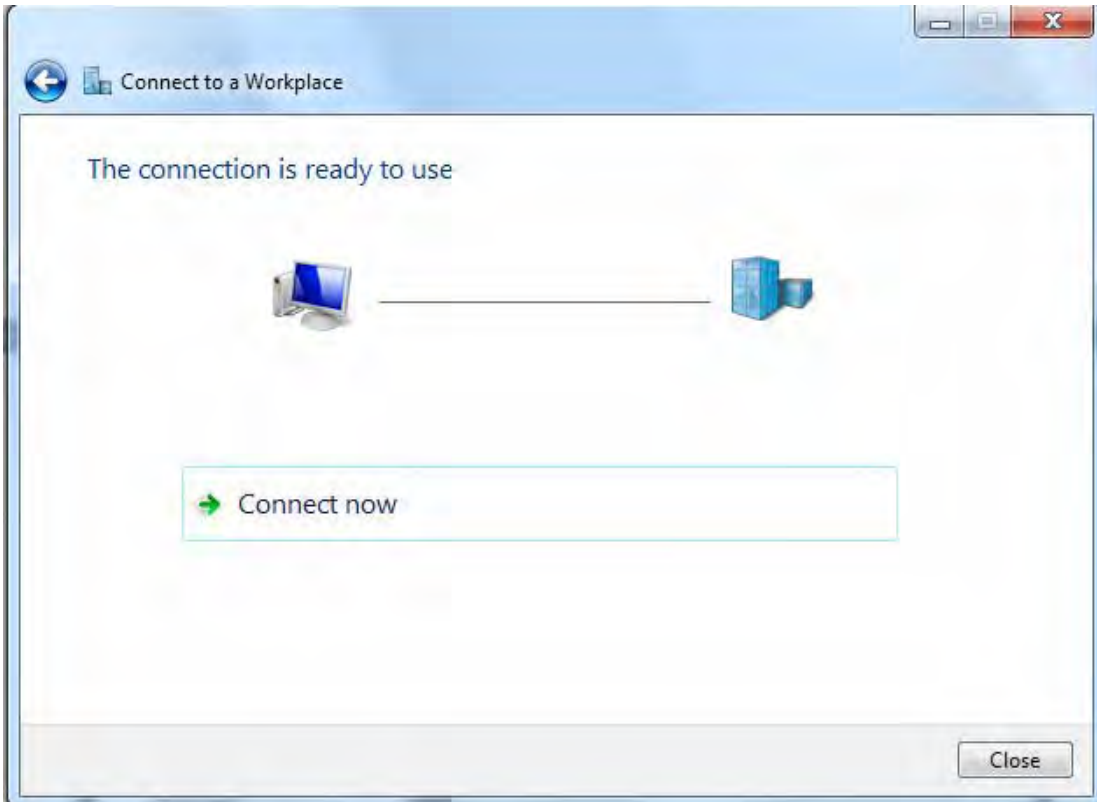 Connect to a Workplace
The connection is ready to use
Connect now
Close